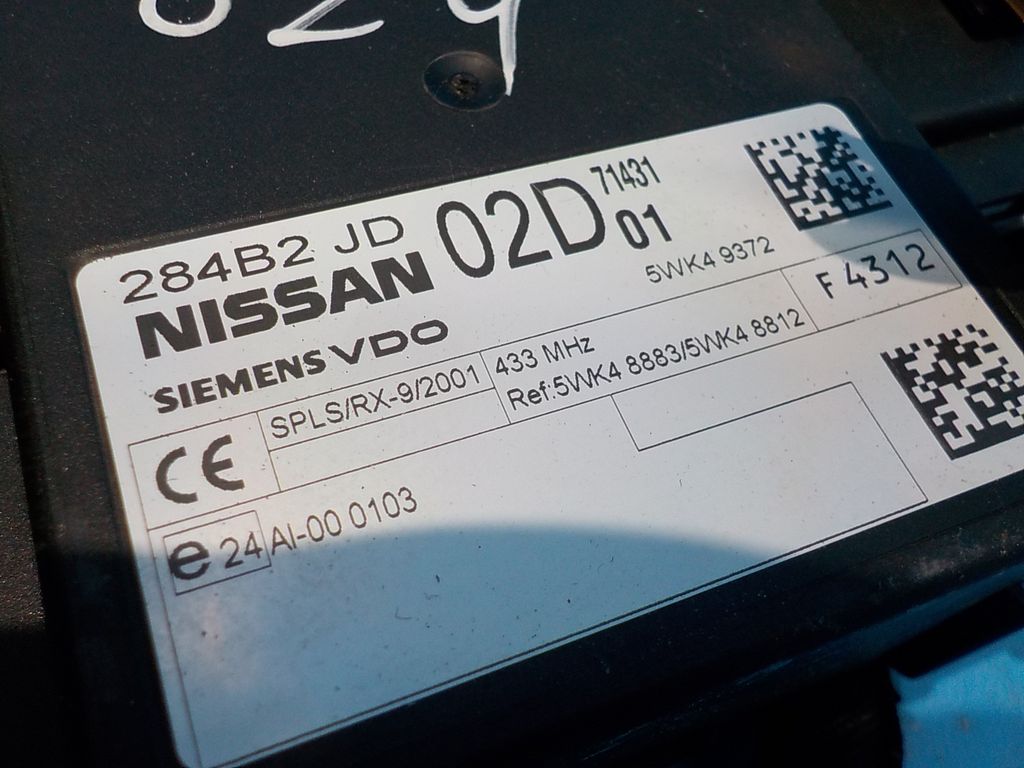 284B2 JD
NISSAN
02D
71431
01
SIEMENS VDO
5WK4 9372
SPLS/RX-9/2001
433 MHz
Ref:5WK4 8883/5WK4 8812
F 4312
CE
e 24 AI-00 0103